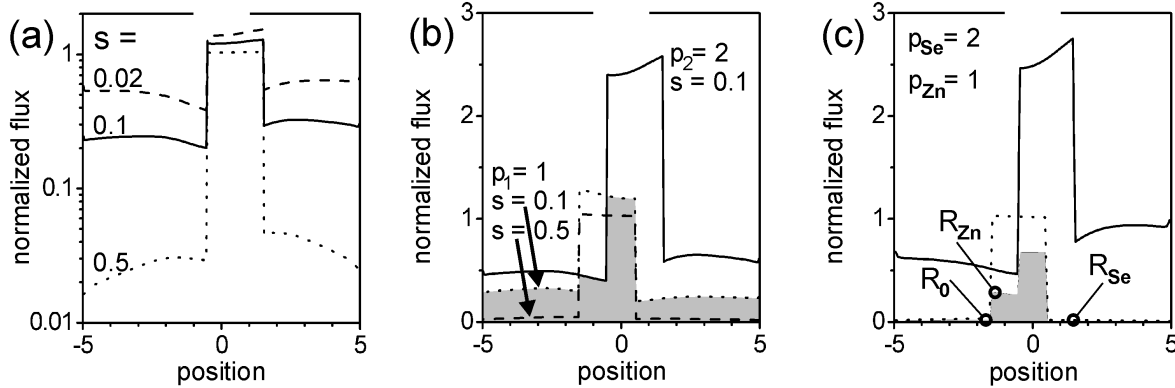 (a)
s =
0.02
0.1
0.5
1
0.1
0.01
normalized flux
-5
0
5
position
(b)
p2= 2
s = 0.1
p1= 1
s = 0.1
s = 0.5
3
2
1
0
normalized flux
-5
0
5
position
(c)
pSe= 2
pZn= 1
RZn
R0
RSe
3
2
1
0
normalized flux
-5
0
5
position